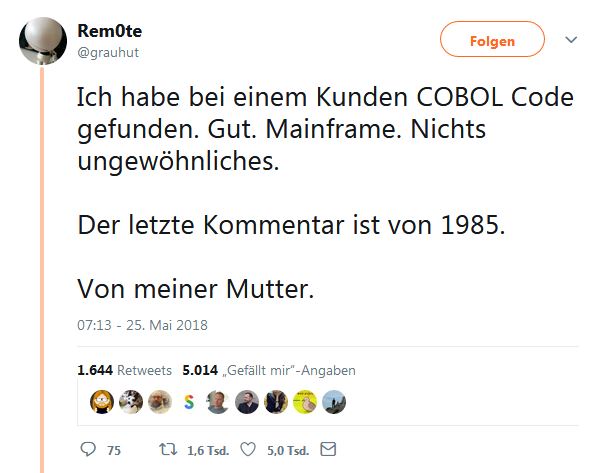 Rem0te
@grauhut
Folgen
Ich habe bei einem Kunden COBOL Code
gefunden. Gut. Mainframe. Nichts
ungewöhnliches.
Der letzte Kommentar ist von 1985.
Von meiner Mutter.
07:13 - 25. Mai 2018
1.644 Retweets 5.014 „Gefällt mir“-Angaben
75 1,6 Tsd. 5,0 Tsd.